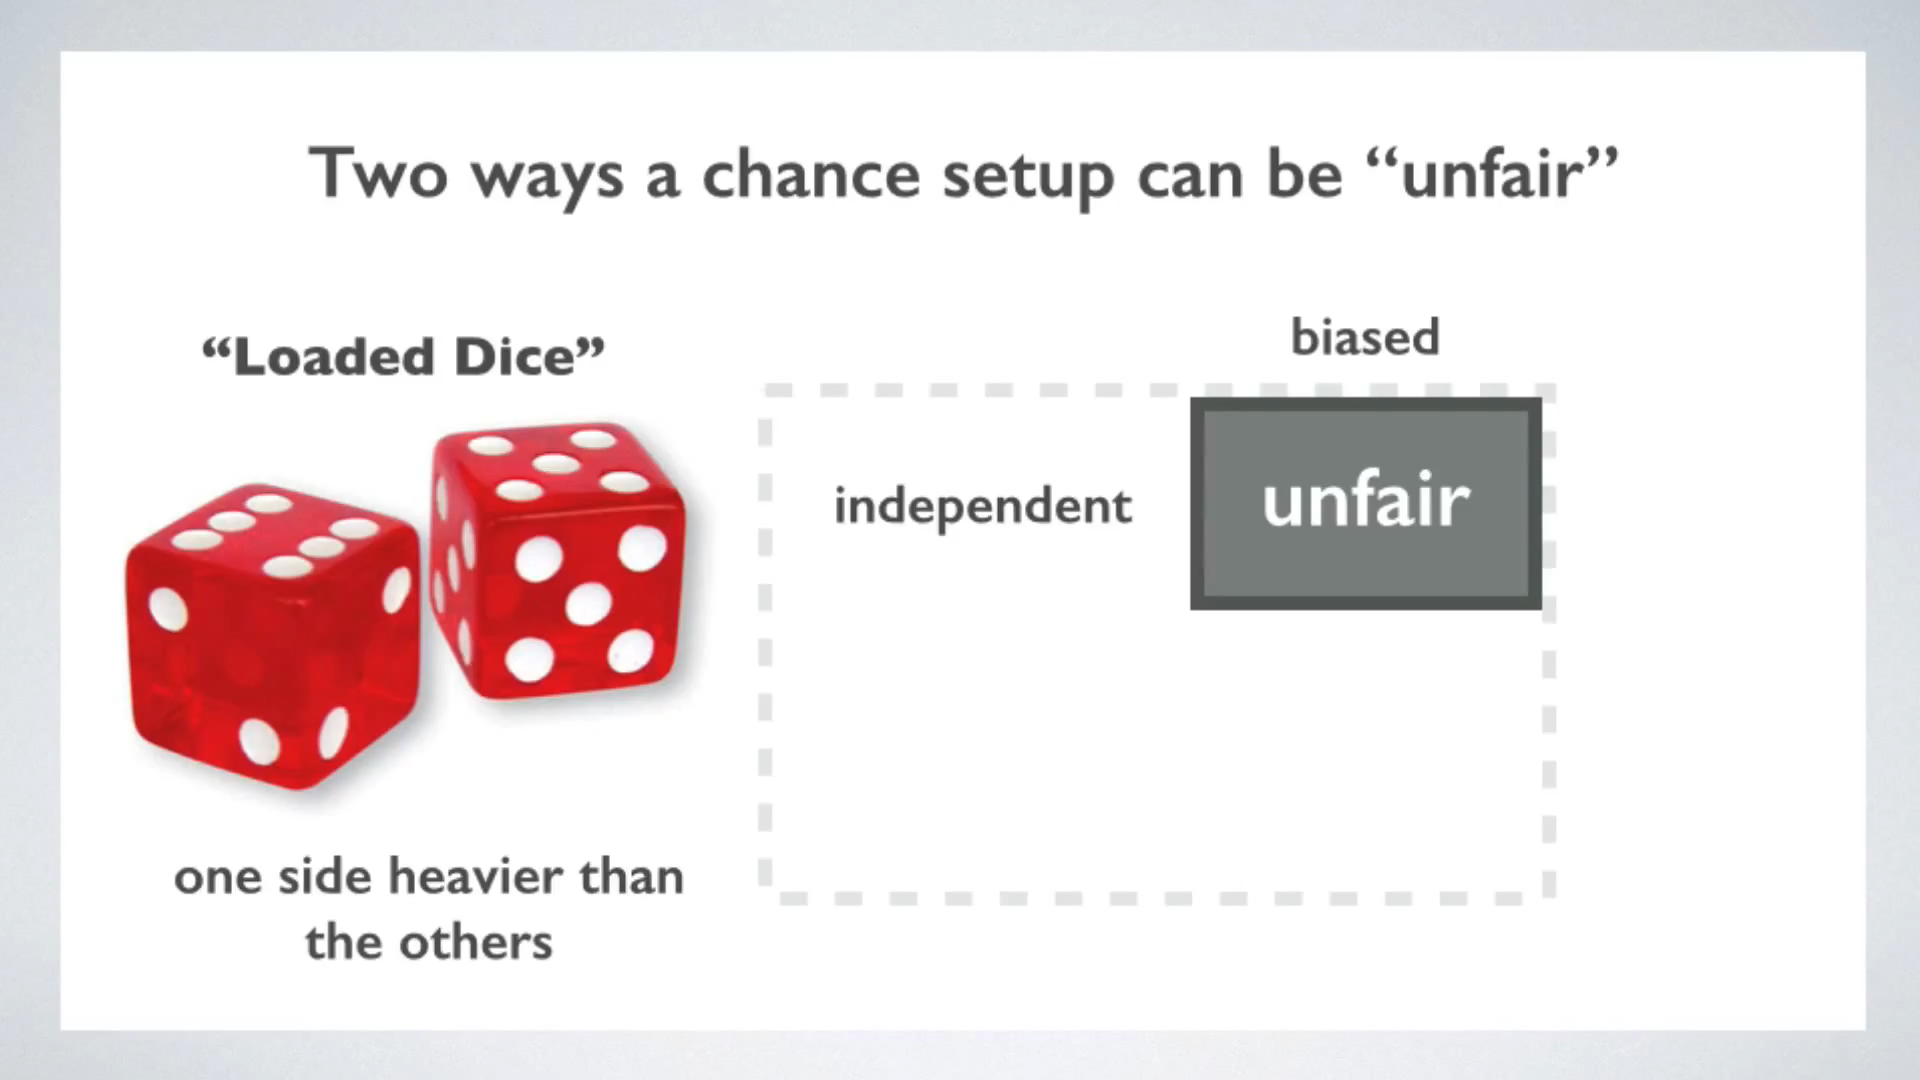 Two ways a chance setup can be “unfair”
“Loaded Dice”
one side heavier than
the others
biased
independent
unfair